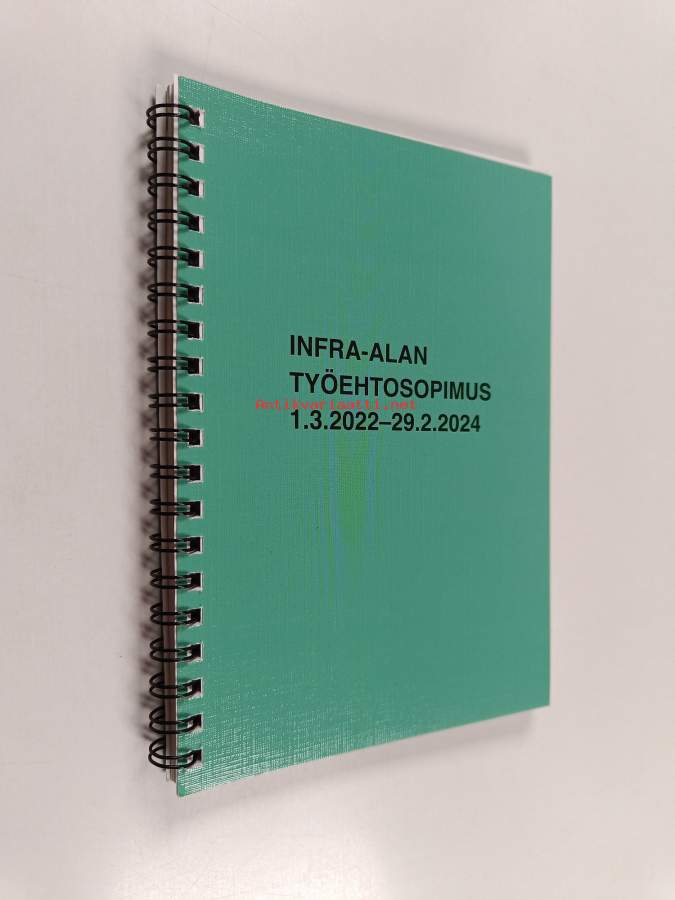 INFRA-ALAN
TYÖEHTOSOPIMUS
Antikvariaatti.net
1.3.2022–29.2.2024